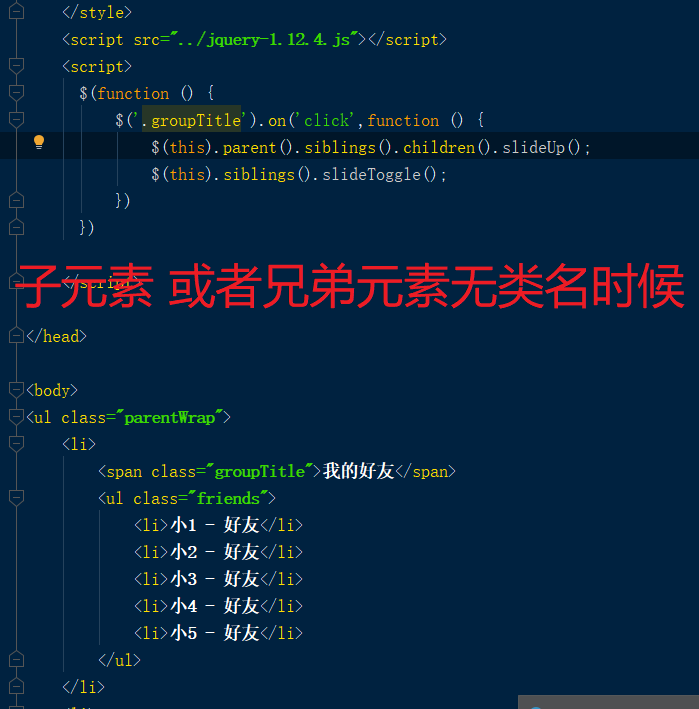 </style>
<script src="../jquery-1.12.4.js"></script>
<script>
$(function () {
$('.groupTitle').on('click',function () {
$(this).parent().siblings().children().slideUp();
$(this).siblings().slideToggle();
})
})
</script>
子元素 或者兄弟元素无类名时候
</head>
<body>
<ul class="parentWrap">
<li>
<span class="groupTitle">我的好友</span>
<ul class="friends">
<li>小1 - 好友</li>
<li>小2 - 好友</li>
<li>小3 - 好友</li>
<li>小4 - 好友</li>
<li>小5 - 好友</li>
</ul>
</li>